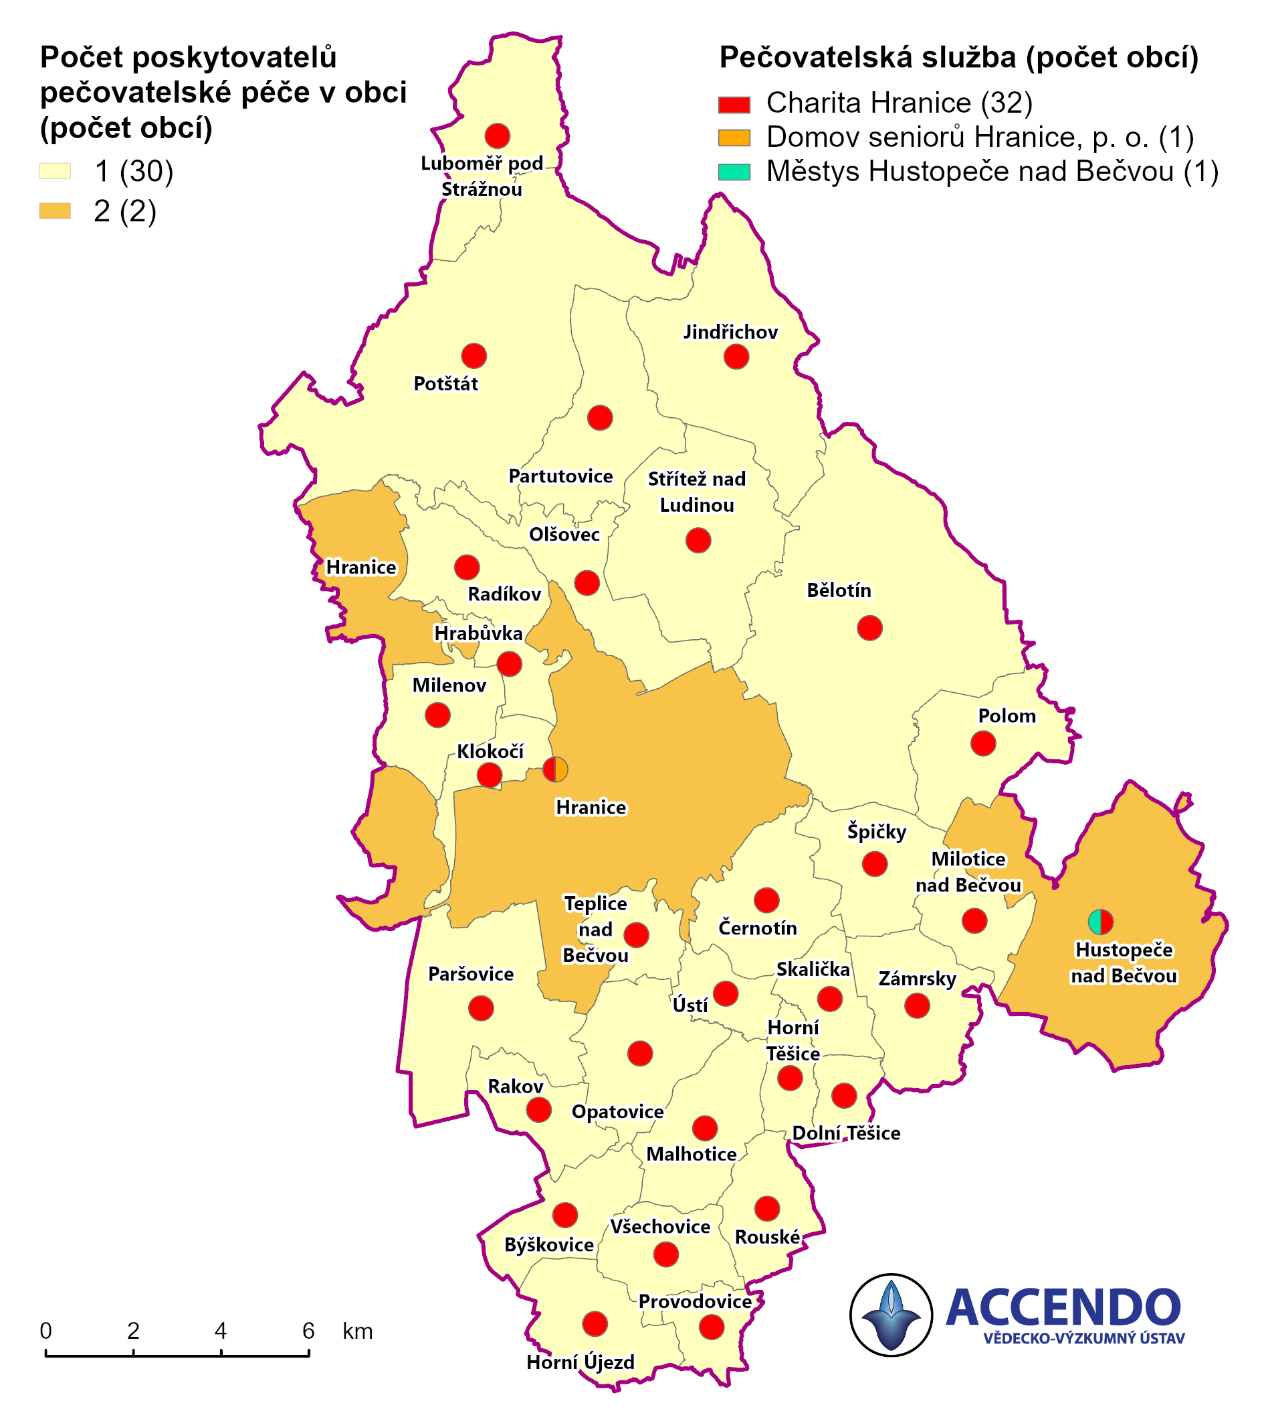 Počet poskytovatelů
pečovatelské péče v obci
(počet obcí)
1 (30)
2 (2)
Pečovatelská služba (počet obcí)
Charita Hranice (32)
Domov seniorů Hranice, p. o. (1)
Městys Hustopeče nad Bečvou (1)
Luboměř pod
Strážnou
Jindřichov
Potštát
Partutovice
Střítež nad
Ludinou
Olšovec
Hranice
Radíkov
Bělotín
Hrabůvka
Milenov
Polom
Klokočí
Hranice
Špičky
Milotice
nad Bečvou
Teplice
nad
Bečvou
Černotín
Hustopeče
nad Bečvou
Paršovice
Skalička
Zámrsky
Ústí
Horní
Těšice
Rakov
Opatovice
Dolní Těšice
Malhotice
Všechovice
Rouské
Býškovice
Provodovice
Horní Újezd
0 2 4 6 km
ACCENDO
VĚDECKO-VÝZKUMNÝ ÚSTAV